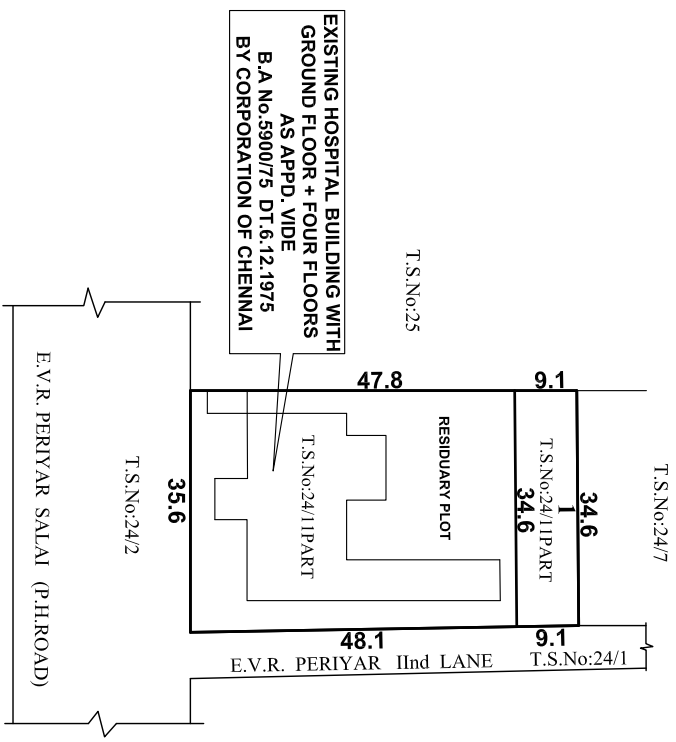 EXISTING HOSPITAL BUILDING WITH
GROUND FLOOR + FOUR FLOORS
AS APPD. VIDE
B.A No.5900/75 DT.6.12.1975
BY CORPORATION OF CHENNAI
T.S.No:25
T.S.No:24/7
47.8
9.1
34.6
1
T.S.No:24/11PART
34.6
RESIDUARY PLOT
T.S.No:24/11PART
35.6
48.1
9.1
T.S.No:24/2
E.V.R. PERIYAR IInd LANE
T.S.No:24/1
E.V.R. PERIYAR SALAI (P.H.ROAD)